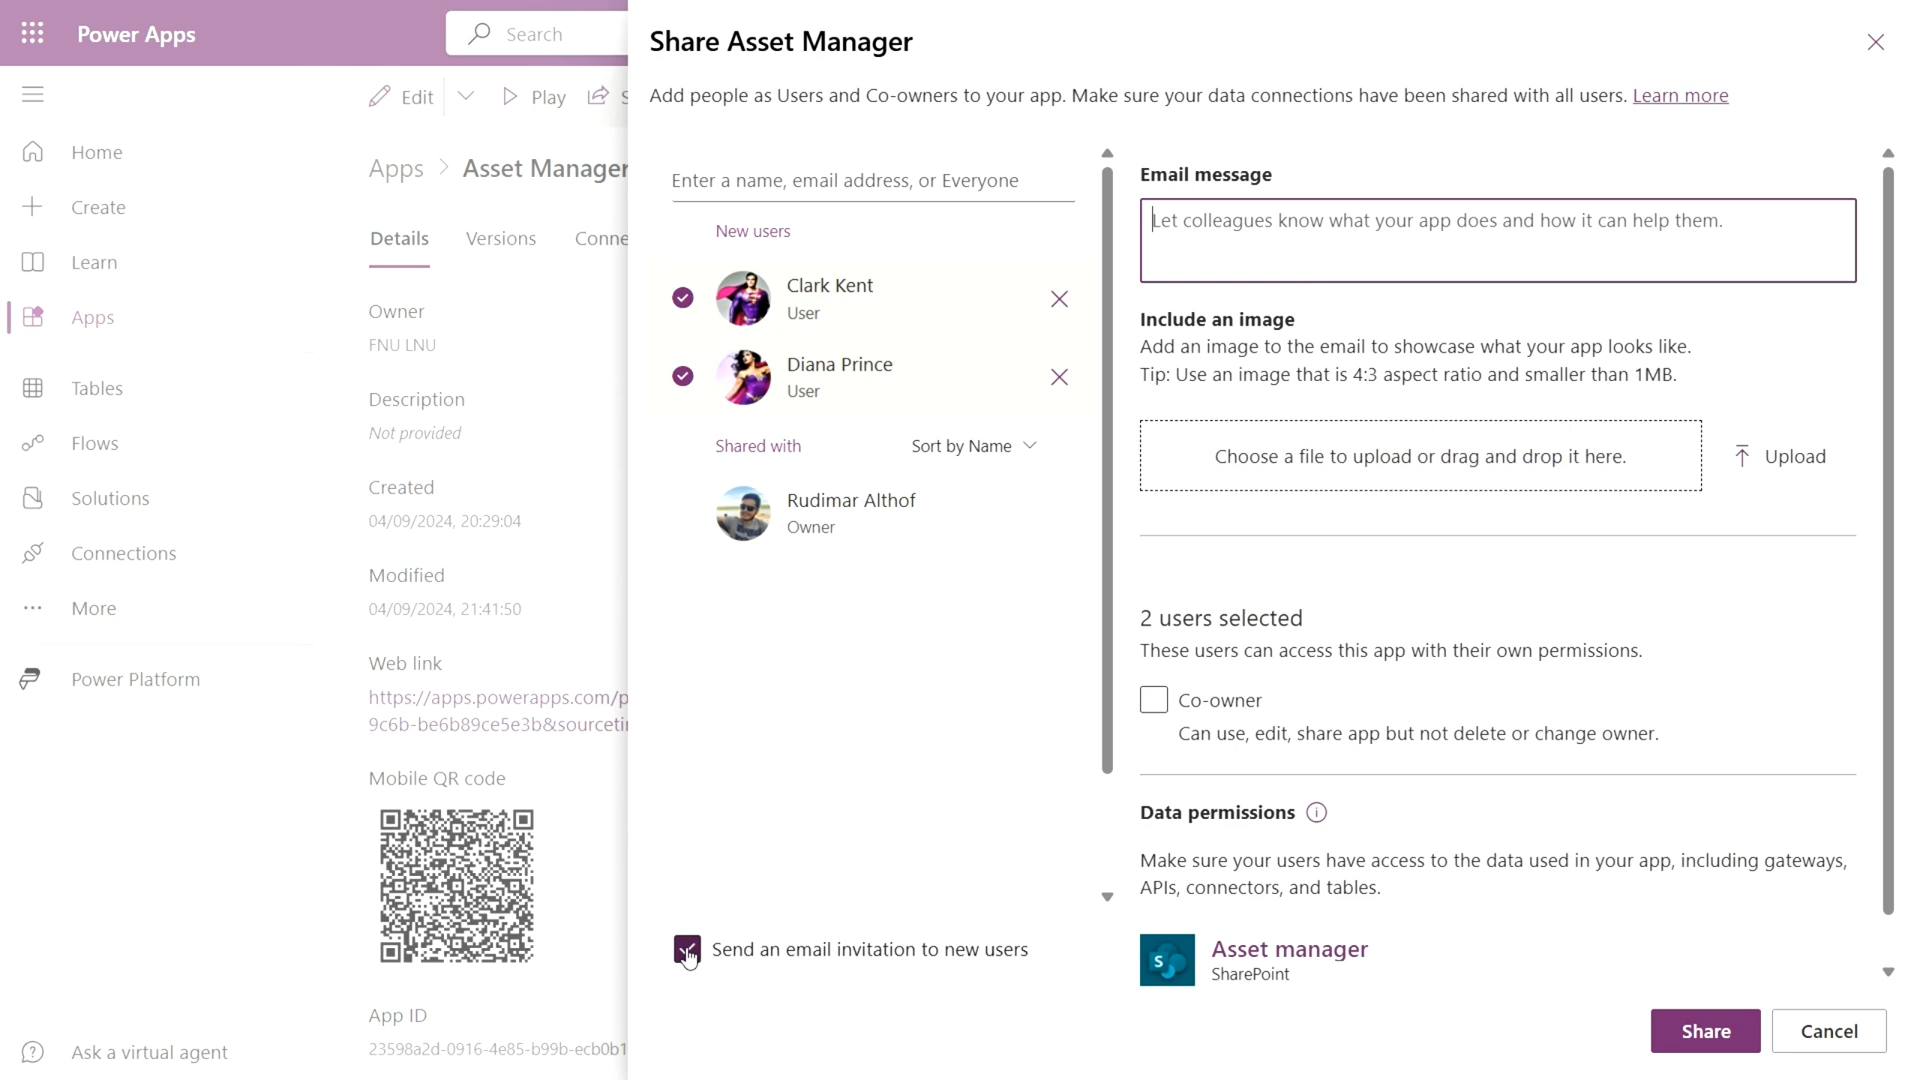 Power Apps
Search
Home
Create
Learn
Apps
Tables
Flows
Solutions
Connections
More
Power Platform
Ask a virtual agent
Edit
Play
Apps > Asset Manager
Details
Versions
Conne
Owner
FNU LNU
Description
Not provided
Created
04/09/2024, 20:29:04
Modified
04/09/2024, 21:41:50
Web link
https://apps.powerapps.com/p
9c6b-be6b89ce5e3b&sourceti
Mobile QR code
App ID
23598a2d-0916-4e85-b99b-ecb0b1
Share Asset Manager
Add people as Users and Co-owners to your app. Make sure your data connections have been shared with all users. Learn more
Enter a name, email address, or Everyone
New users
Clark Kent
User
Diana Prince
User
Shared with
Sort by Name
Rudimar Althof
Owner
Send an email invitation to new users
Email message
Let colleagues know what your app does and how it can help them.
Include an image
Add an image to the email to showcase what your app looks like.
Tip: Use an image that is 4:3 aspect ratio and smaller than 1MB.
Choose a file to upload or drag and drop it here.
Upload
2 users selected
These users can access this app with their own permissions.
Co-owner
Can use, edit, share app but not delete or change owner.
Data permissions
Make sure your users have access to the data used in your app, including gateways,
APIs, connectors, and tables.
S
Asset manager
SharePoint
Share
Cancel